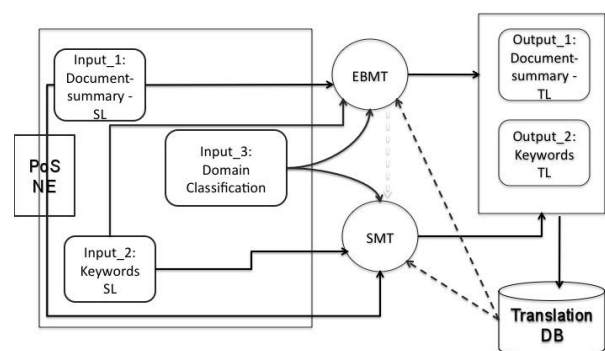 Input_1:
Document-
summary -
SL
PoS
NE
Input_3:
Domain
Classification
Input_2:
Keywords
SL
EBMT
SMT
Output_1:
Document-
summary -
TL
Output_2:
Keywords
TL
Translation
DB